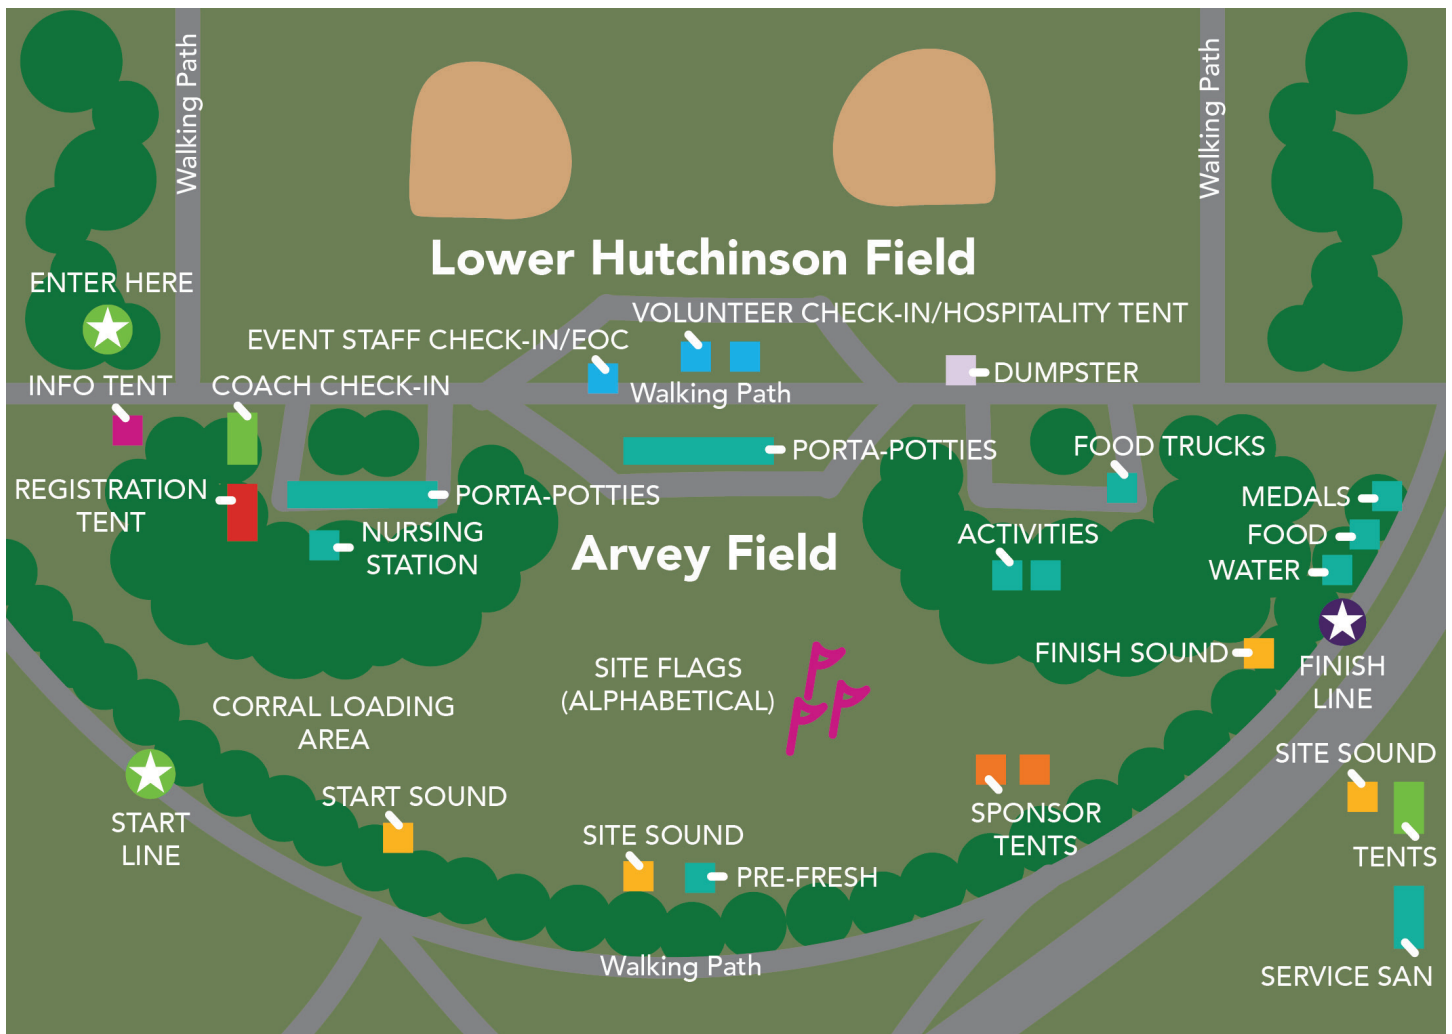 Walking Path
Walking Path
Lower Hutchinson Field
ENTER HERE
VOLUNTEER CHECK-IN/HOSPITALITY TENT
EVENT STAFF CHECK-IN/EOC
INFO TENT
COACH CHECK-IN
Walking Path
DUMPSTER
PORTA-POTTIES
FOOD TRUCKS
REGISTRATION
TENT
PORTA-POTTIES
MEDALS
NURSING
STATION
Arvey Field
ACTIVITIES
FOOD
WATER
FINISH SOUND
FINISH
LINE
SITE FLAGS
(ALPHABETICAL)
CORRAL LOADING
AREA
SITE SOUND
START SOUND
START
LINE
SITE SOUND
SPONSOR
TENTS
TENTS
PRE-FRESH
Walking Path
SERVICE SAN